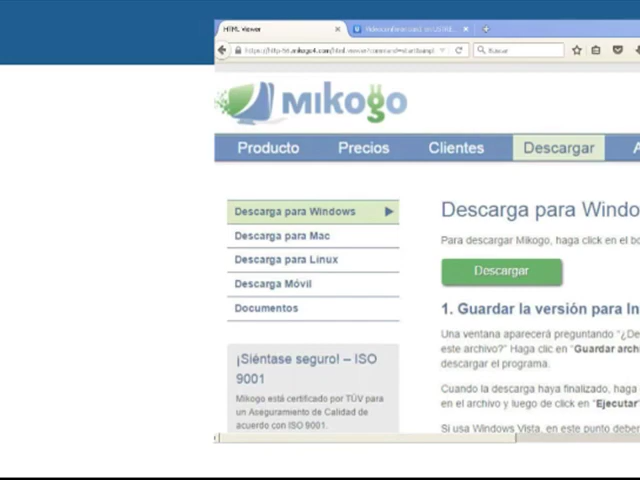 HTML Viewer
Buscar
mikogo
Producto
Precios
Clientes
Descargar
Descarga para Windows
Descarga para Mac
Descarga para Linux
Descarga Móvil
Documentos
¡Siéntase seguro! – ISO
9001
Mikogo está certificado por TÜV para
un Aseguramiento de Calidad de
acuerdo con ISO 9001.
Descarga para Windo
Para descargar Mikogo, haga click en el bo
Descargar
1. Guardar la versión para In
Una ventana aparecerá preguntando "¿De
este archivo?" Haga clic en "Guardar archi
descargar el programa.
Cuando la descarga haya finalizado, haga
en el archivo y luego de click en "Ejecutar"
Si usa Windows Vista, en este punto deber